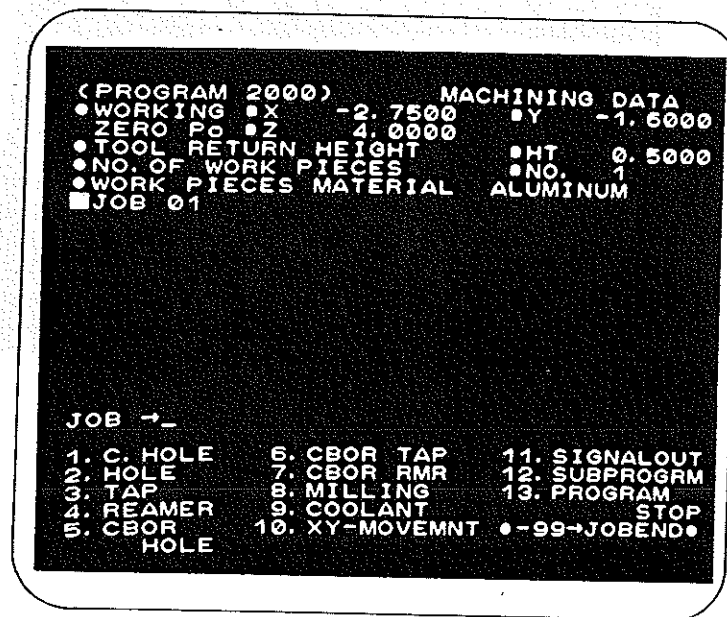 (PROGRAM 2000) MACHINING DATA
●WORKING ■X -2.7500 ■Y -1.6000
ZERO Po ■Z 4.0000
●TOOL RETURN HEIGHT ■HT 0.5000
●NO. OF WORK PIECES ■NO. 1
●WORK PIECES MATERIAL ALUMINUM
■JOB 01
JOB →_
1. C. HOLE 6. CBOR TAP 11. SIGNALOUT
2. HOLE 7. CBOR RMR 12. SUBPROGRM
3. TAP 8. MILLING 13. PROGRAM
4. REAMER 9. COOLANT STOP
5. CBOR 10. XY-MOVEMNT ●-99→JOBEND●
HOLE